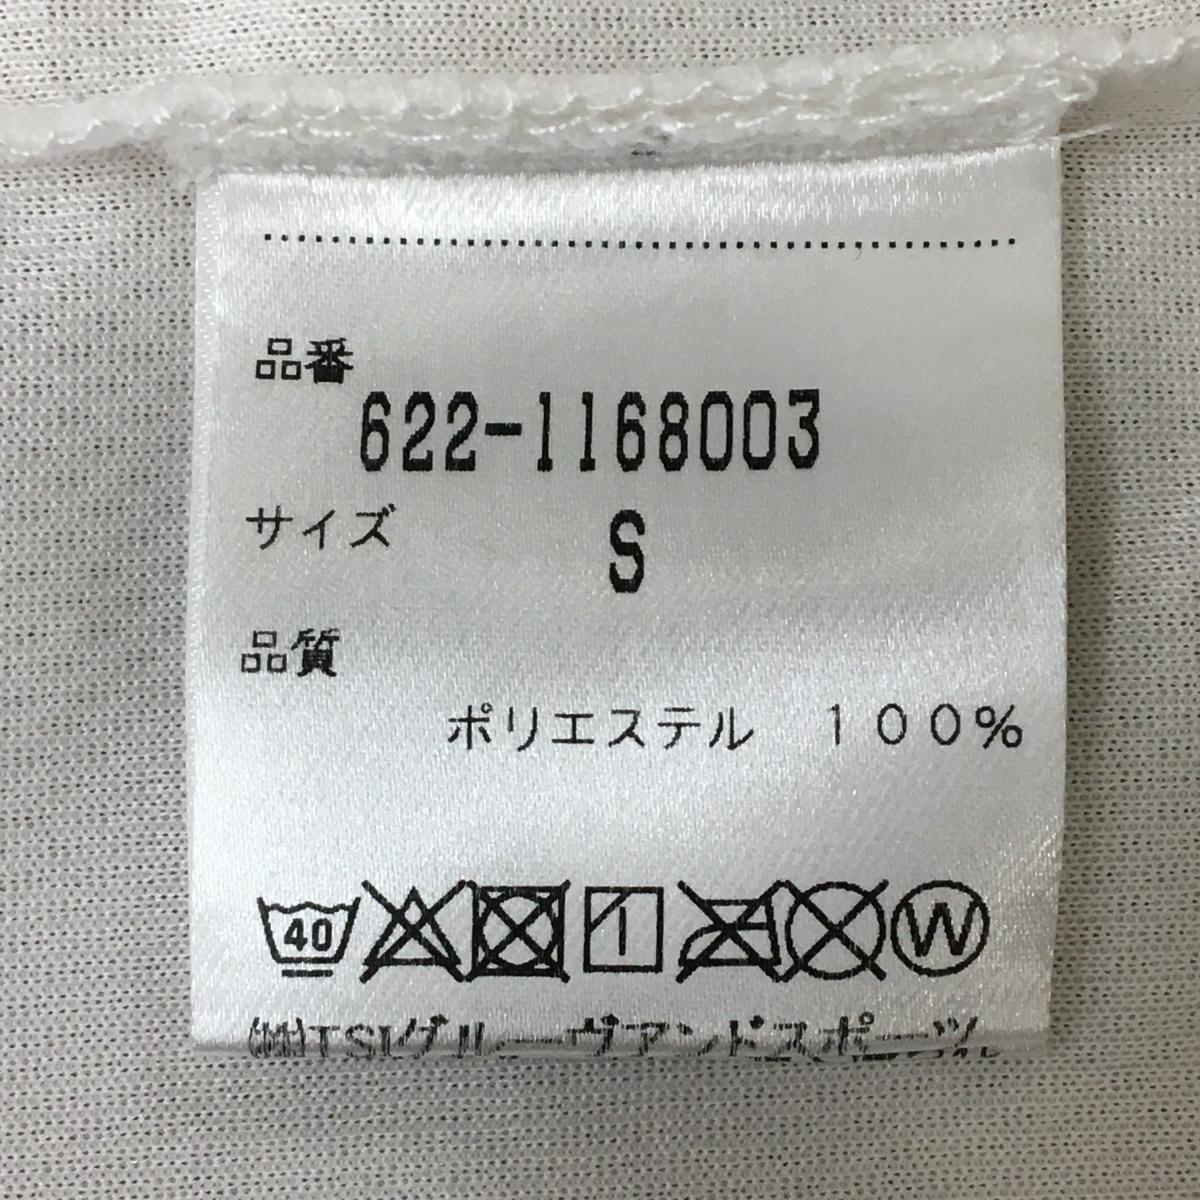 品番
622-1168003
サイズ S
品質
ポリエステル 100%
40
W
㈱TSIグルーヴアンドスポーツ